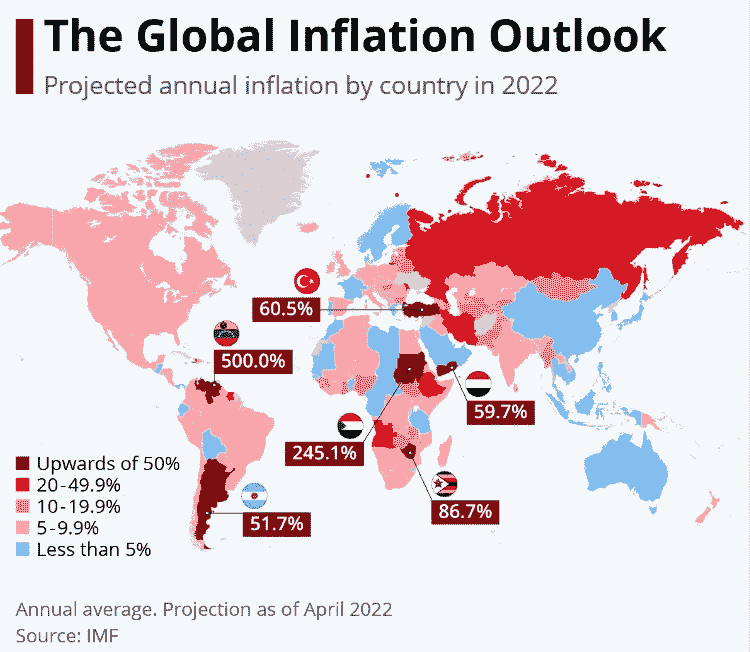 The Global Inflation Outlook
Projected annual inflation by country in 2022
60.5%
500.0%
59.7%
245.1%
86.7%
51.7%
Upwards of 50%
20-49.9%
10-19.9%
5-9.9%
Less than 5%
Annual average. Projection as of April 2022
Source: IMF